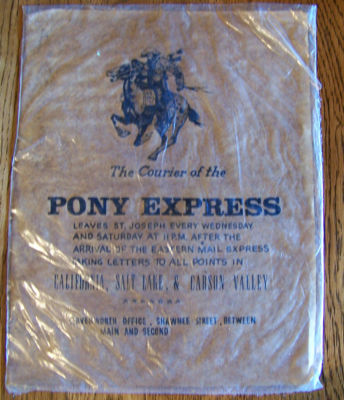 The Courier of the
PONY EXPRESS
LEAVES ST. JOSEPH EVERY WEDNESDAY
AND SATURDAY AT 11 P.M. AFTER THE
ARRIVAL OF THE EASTERN MAIL EXPRESS
TAKING LETTERS TO ALL POINTS IN
CALIFORNIA, SALT LAKE, & CARSON VALLEY
LEAVENWORTH OFFICE, SHAWNEE STREET, BETWEEN
MAIN AND SECOND